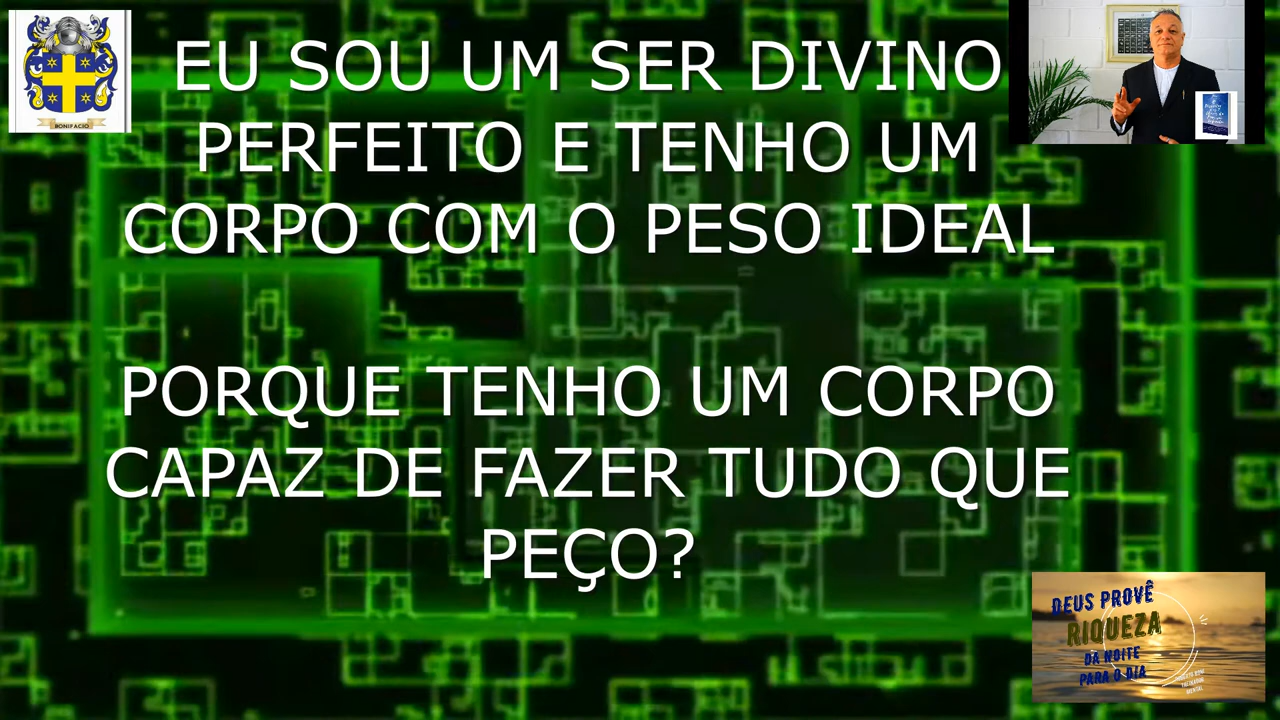 EU SOU UM SER DIVINO
PERFEITO E TENHO UM
CORPO COM O PESO IDEAL
PORQUE TENHO UM CORPO
CAPAZ DE FAZER TUDO QUE
PEÇO?
BONIFACIO
DEUS PROVÊ
RIQUEZA
DA NOITE
PARA O DIA